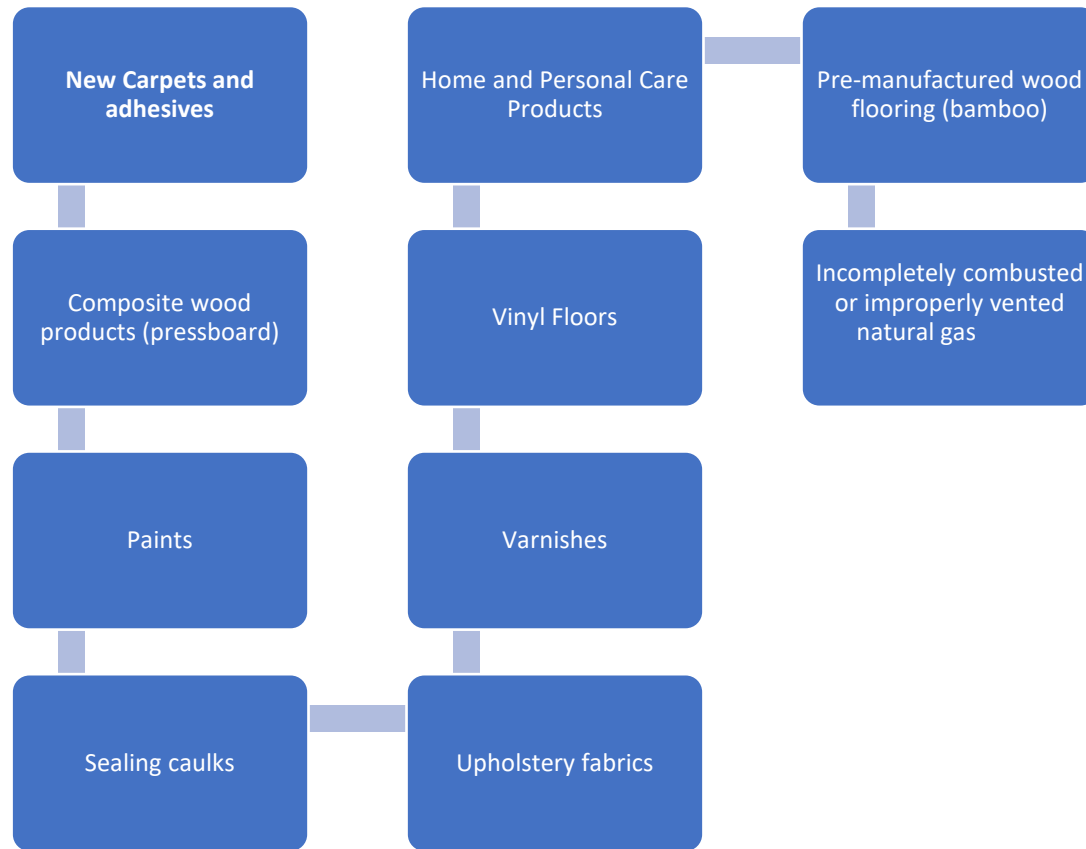 New Carpets and
adhesives
Composite wood
products (pressboard)
Paints
Sealing caulks
Upholstery fabrics
Varnishes
Vinyl Floors
Home and Personal Care
Products
Pre-manufactured wood
flooring (bamboo)
Incompletely combusted
or improperly vented
natural gas